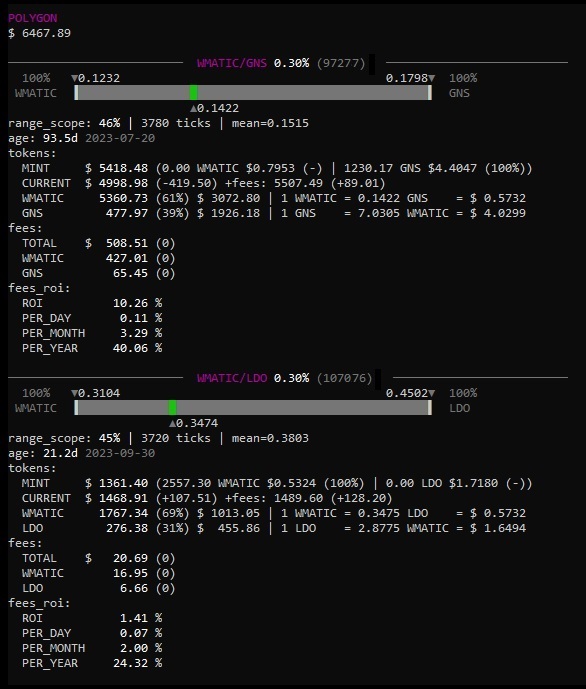 POLYGON
$ 6467.89
WMATIC/GNS 0.30% (97277)
100% ▼0.1232 0.1798▼ 100%
WMATIC GNS
▲0.1422
range_scope: 46% | 3780 ticks | mean=0.1515
age: 93.5d 2023-07-20
tokens:
MINT $ 5418.48 (0.00 WMATIC $0.7953 (-) | 1230.17 GNS $4.4047 (100%))
CURRENT $ 4998.98 (-419.50) +fees: 5507.49 (+89.01)
WMATIC 5360.73 (61%) $ 3072.80 | 1 WMATIC = 0.1422 GNS = $ 0.5732
GNS 477.97 (39%) $ 1926.18 | 1 GNS = 7.0305 WMATIC = $ 4.0299
fees:
TOTAL $ 508.51 (0)
WMATIC 427.01 (0)
GNS 65.45 (0)
fees_roi:
ROI 10.26 %
PER_DAY 0.11 %
PER_MONTH 3.29 %
PER_YEAR 40.06 %
WMATIC/LDO 0.30% (107076)
100% ▼0.3104 0.4502▼ 100%
WMATIC LDO
▲0.3474
range_scope: 45% | 3720 ticks | mean=0.3803
age: 21.2d 2023-09-30
tokens:
MINT $ 1361.40 (2557.30 WMATIC $0.5324 (100%) | 0.00 LDO $1.7180 (-))
CURRENT $ 1468.91 (+107.51) +fees: 1489.60 (+128.20)
WMATIC 1767.34 (69%) $ 1013.05 | 1 WMATIC = 0.3475 LDO = $ 0.5732
LDO 276.38 (31%) $ 455.86 | 1 LDO = 2.8775 WMATIC = $ 1.6494
fees:
TOTAL $ 20.69 (0)
WMATIC 16.95 (0)
LDO 6.66 (0)
fees_roi:
ROI 1.41 %
PER_DAY 0.07 %
PER_MONTH 2.00 %
PER_YEAR 24.32 %